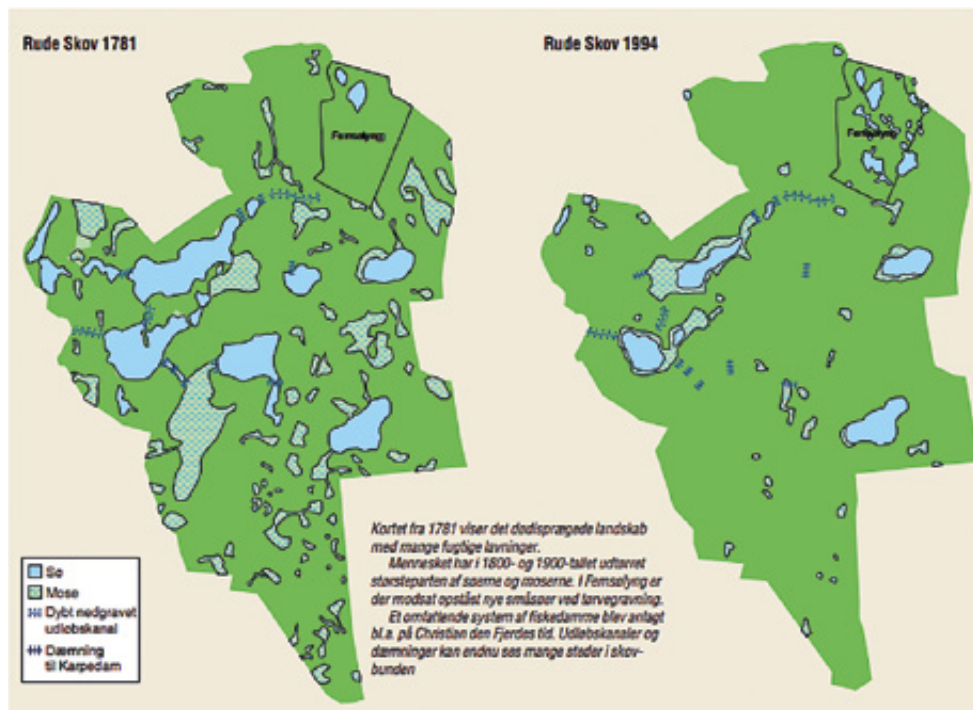 Rude Skov 1781
Rude Skov 1994
Femsølyng
Femsølyng
Sø
Mose
Dybt nedgravet
udløbskanal
Dæmning
til Karpedam
Kortet fra 1781 viser det dødisprægede landskab
med mange fugtige lavninger.
Mennesket har i 1800- og 1900-tallet udtørret
størsteparten af søerne og moserne. I Femsølyng er
der modsat opstået nye småsøer ved tørvegravning.
Et omfattende system af fiskedamme blev anlagt
bl.a. på Christian den Fjerdes tid. Udløbskanaler og
dæmninger kan endnu ses mange steder i skov-
bunden